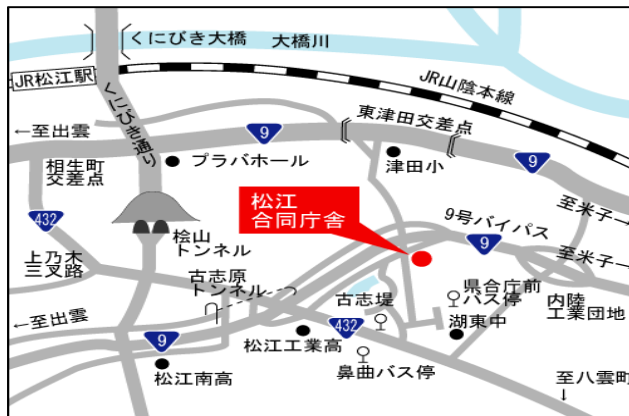 くにびき大橋
大橋川
JR松江駅
JR山陰本線
くにびき通り
東津田交差点
←至出雲
9
9
相生町
交差点
プラバホール
津田小
432
松江
合同庁舎
9号バイパス
至米子→
9
至米子→
上乃木
三叉路
桧山
トンネル
古志原
トンネル
県合庁前
バス停
内陸
工業団地
古志堤
←至出雲
9
432
湖東中
松江工業高
松江南高
鼻曲バス停
至八雲町
↓